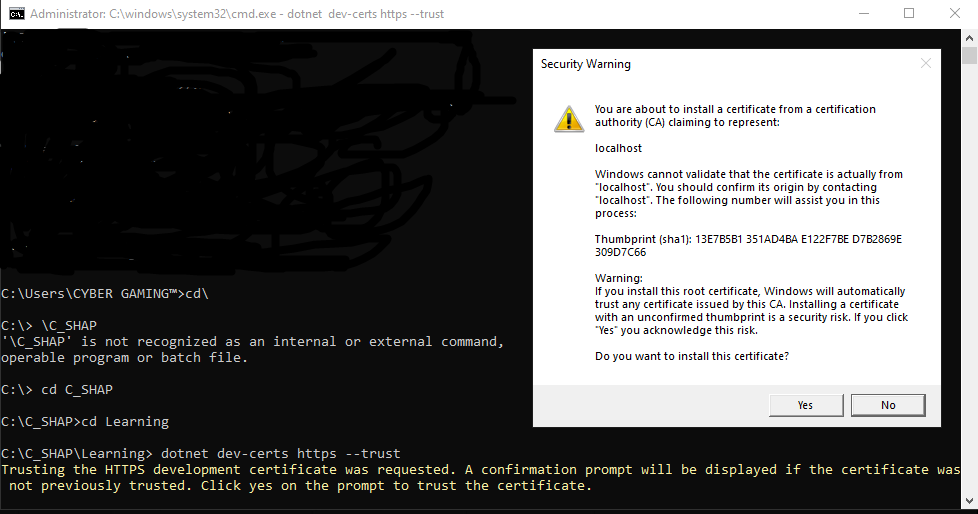 Administrator: C:\windows\system32\cmd.exe - dotnet  dev-certs https --trust
Security Warning
You are about to install a certificate from a certification
authority (CA) claiming to represent:
localhost
Windows cannot validate that the certificate is actually from
"localhost". You should confirm its origin by contacting
"localhost". The following number will assist you in this
process:
Thumbprint (sha1): 13E7B5B1 351AD4BA E122F7BE D7B2869E
309D7C66
Warning:
If you install this root certificate, Windows will automatically
trust any certificate issued by this CA. Installing a certificate
with an unconfirmed thumbprint is a security risk. If you click
"Yes" you acknowledge this risk.
Do you want to install this certificate?
Yes
No
C:\Users\CYBER GAMING™>cd\
C:\> \C_SHAP
'\C_SHAP' is not recognized as an internal or external command,
operable program or batch file.
C:\> cd C_SHAP
C:\C_SHAP>cd Learning
C:\C_SHAP\Learning> dotnet dev-certs https --trust
Trusting the HTTPS development certificate was requested. A confirmation prompt will be displayed if the certificate was
 not previously trusted. Click yes on the prompt to trust the certificate.